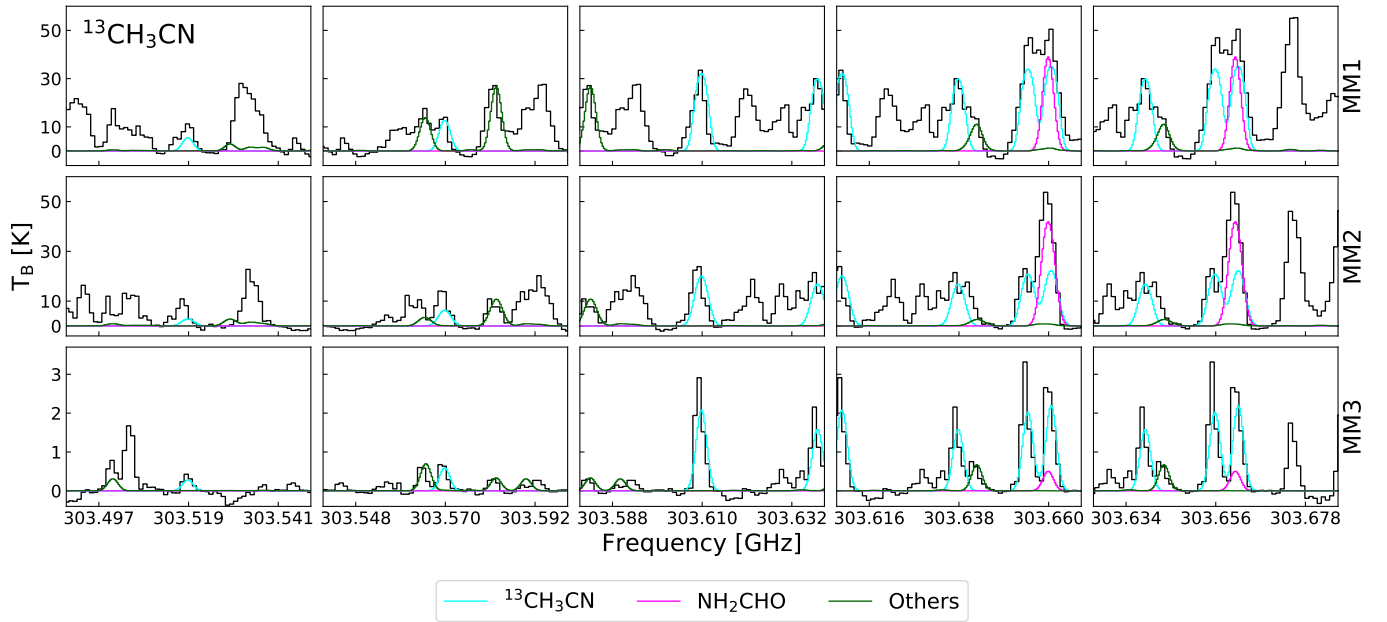 ¹³CH₃CN
60
30
10
0
MM1
T_B [K]
50
30
10
0
MM2
3
2
1
0
MM3
303.497 303.519 303.541 303.548 303.570 303.592 303.588 303.610 303.632 303.616 303.638 303.660 303.634 303.656 303.678
Frequency [GHz]
¹³CH₃CN NH₂CHO Others